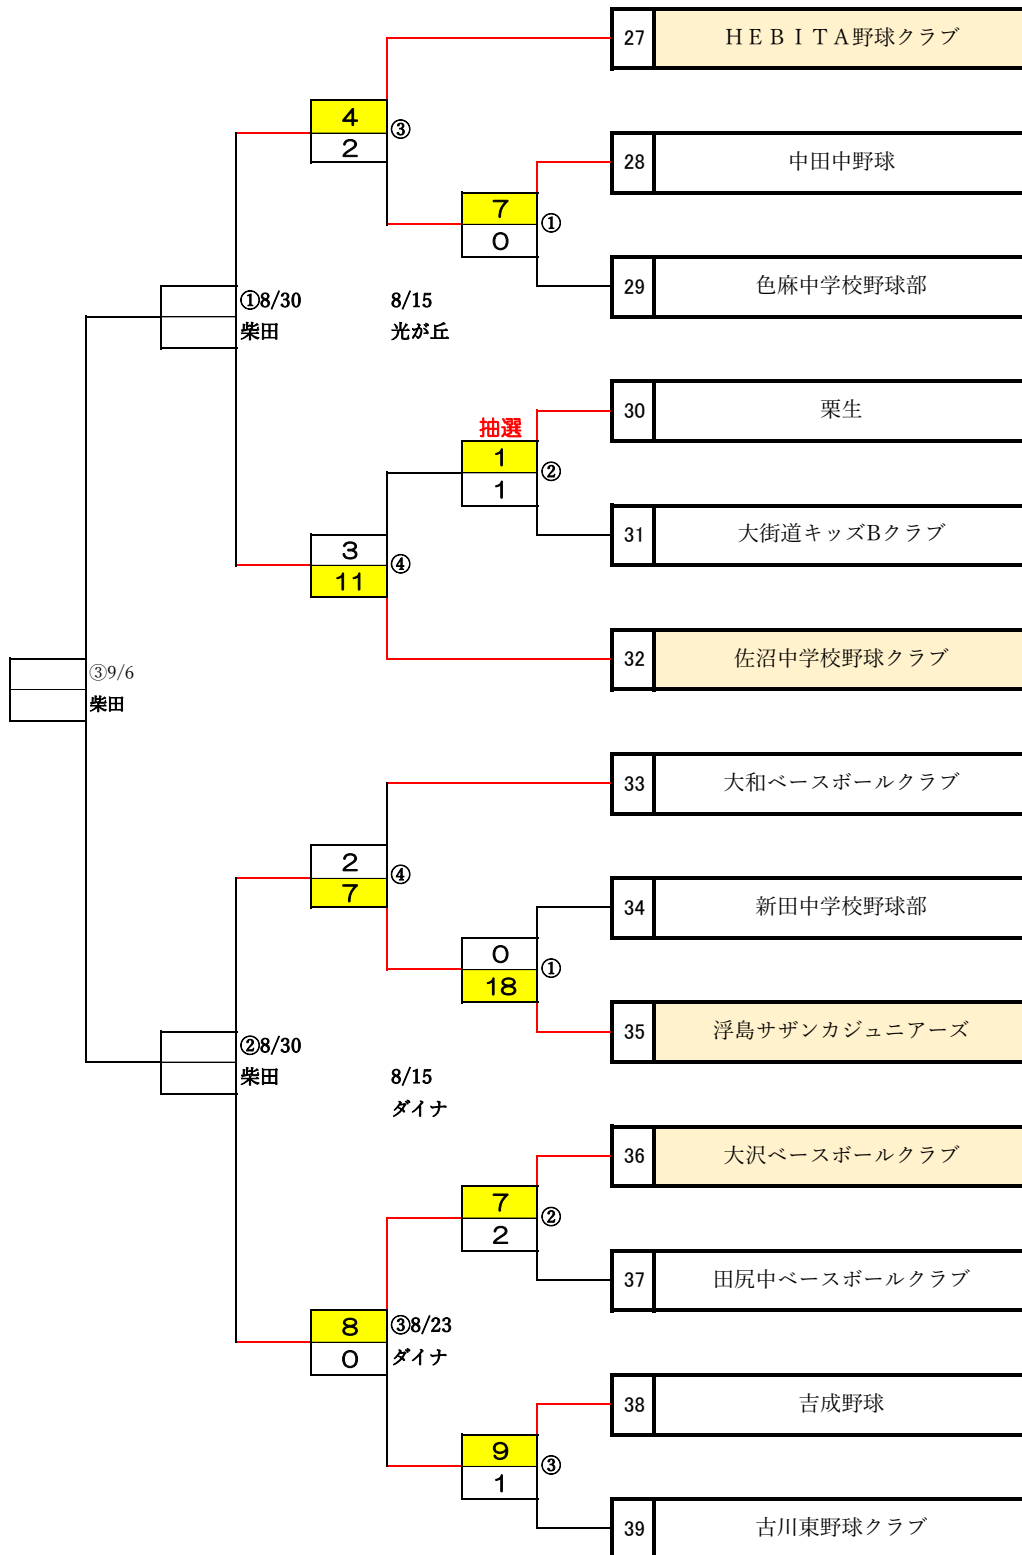 27 ＨＥＢＩＴＡ野球クラブ
4
③
2
28 中田中野球
7
①
0
29 色麻中学校野球部
①8/30
柴田
8/15
光が丘
30 栗生
抽選
1
②
1
31 大街道キッズBクラブ
3
④
11
32 佐沼中学校野球クラブ
③9/6
柴田
33 大和ベースボールクラブ
2
④
7
34 新田中学校野球部
0
①
18
35 浮島サザンカジュニアーズ
②8/30
柴田
8/15
ダイナ
36 大沢ベースボールクラブ
7
②
2
37 田尻中ベースボールクラブ
8
③8/23
0
ダイナ
38 吉成野球
9
③
1
39 古川東野球クラブ